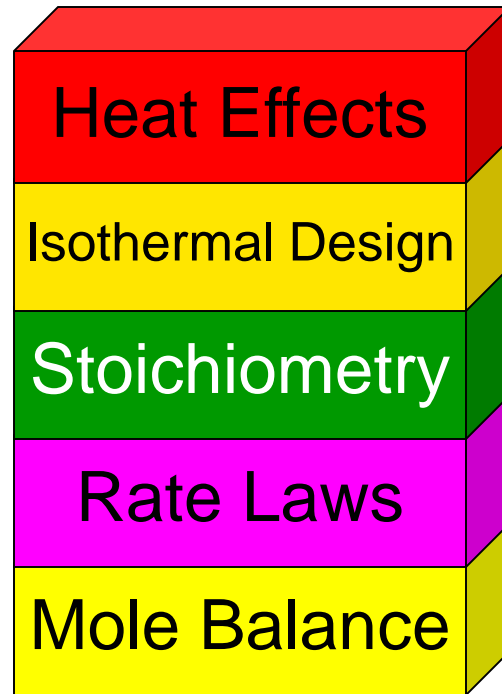 Heat Effects
Isothermal Design
Stoichiometry
Rate Laws
Mole Balance